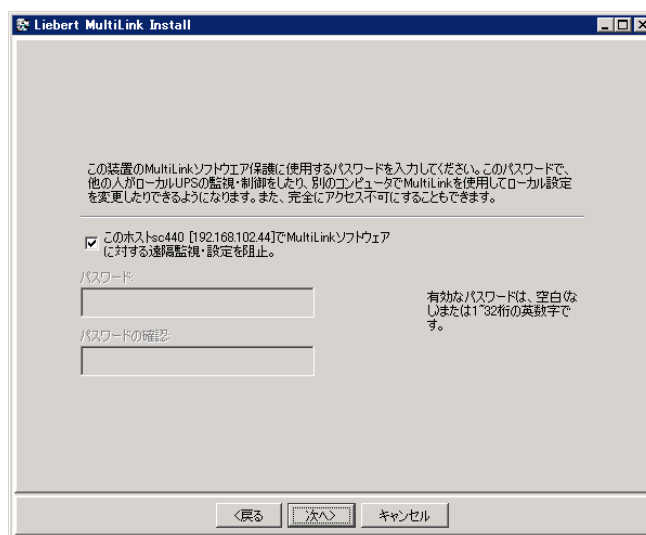 Liebert MultiLink Install
この装置のMultiLinkソフトウエア保護に使用するパスワードを入力してください。このパスワードで、
他の人がローカルUPSの監視・制御をしたり、別のコンピュータでMultiLinkを使用してローカル設定
を変更したりできるようになります。また、完全にアクセス不可にすることもできます。
このホストsc440 [192.168.102.44]でMultiLinkソフトウェア
に対する遠隔監視・設定を阻止。
パスワード:
有効なパスワードは、空白(な
し)または1~32桁の英数字で
す。
パスワードの確認:
<戻る 次へ> キャンセル